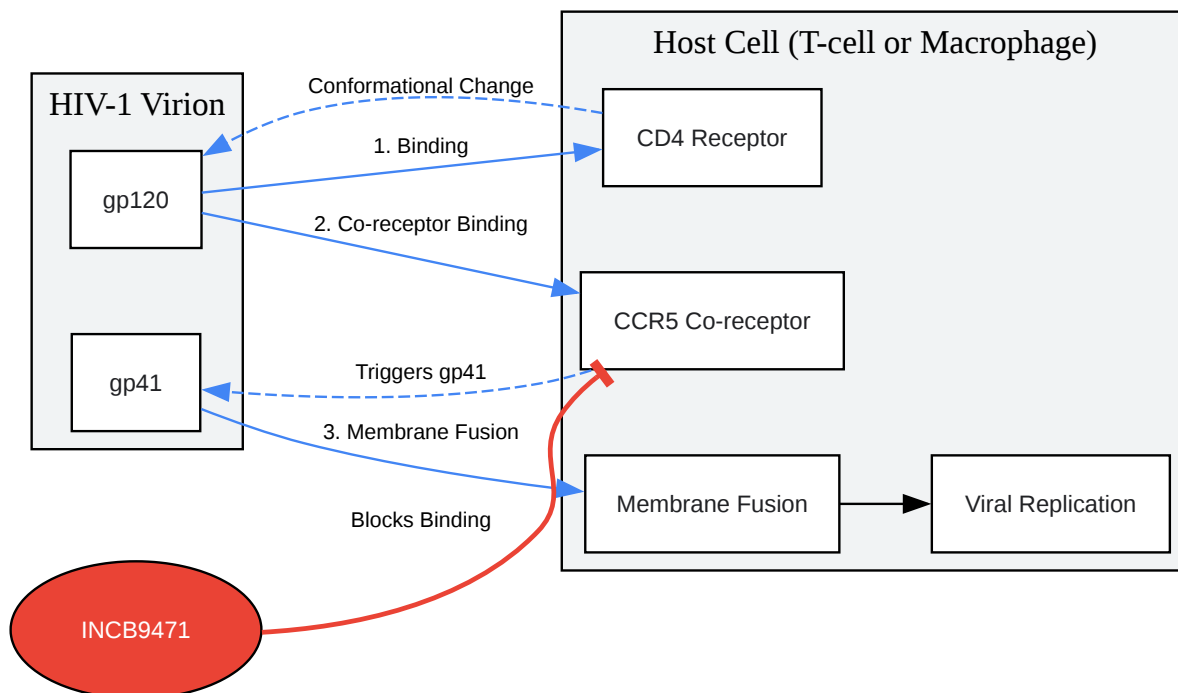 Host Cell (T-cell or Macrophage)
HIV-1 Virion
Conformational Change
CD4 Receptor
1. Binding
gp120
2. Co-receptor Binding
CCR5 Co-receptor
Triggers gp41
gp41
3. Membrane Fusion
Membrane Fusion
Viral Replication
Blocks Binding
INCB9471